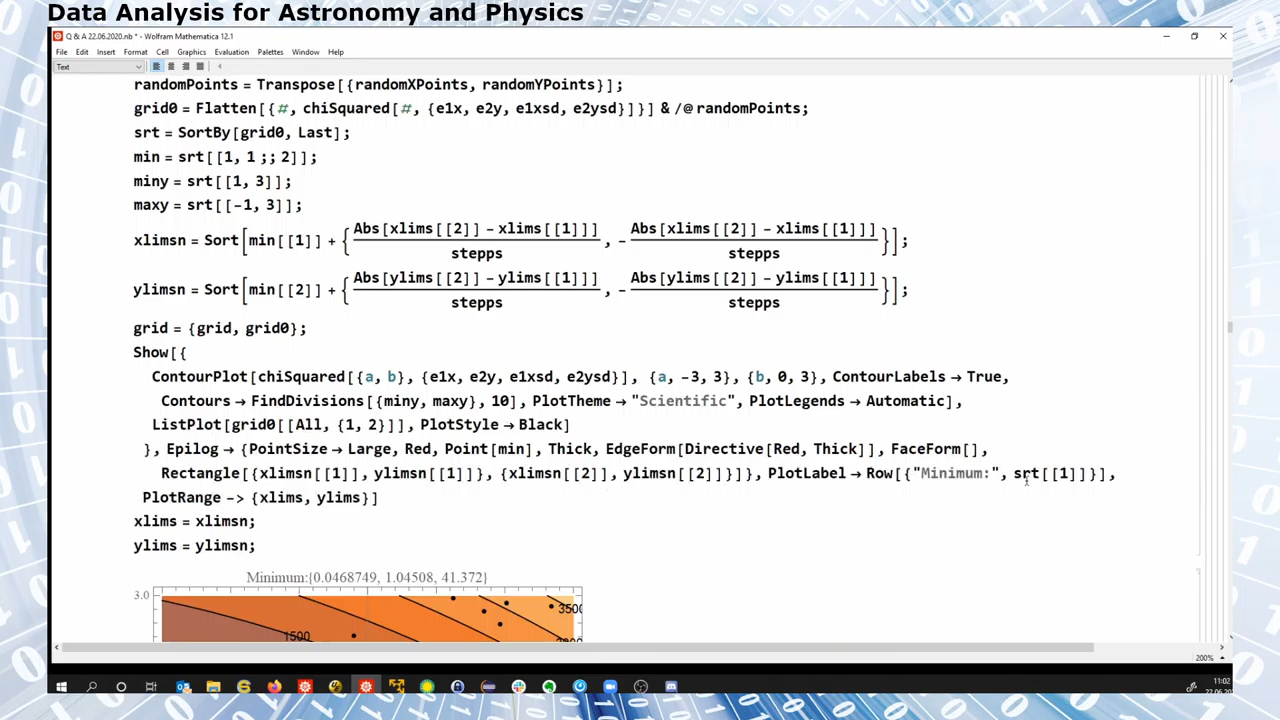 Data Analysis for Astronomy and Physics
Q & A 22.06.2020.nb * - Wolfram Mathematica 12.1
File Edit Insert Format Cell Graphics Evaluation Palettes Window Help
Text
randomPoints = Transpose[{randomXPoints, randomYPoints}];
grid0 = Flatten[{#, chiSquared[#, {e1x, e2y, e1xsd, e2ysd}]}] & /@ randomPoints;
srt = SortBy[grid0, Last];
min = srt[[1, 1 ;; 2]];
miny = srt[[1, 3]];
maxy = srt[[-1, 3]];
xlimsn = Sort[min[[1]] + {Abs[xlims[[2]] - xlims[[1]]] / stepps, - Abs[xlims[[2]] - xlims[[1]]] / stepps}];
ylimsn = Sort[min[[2]] + {Abs[ylims[[2]] - ylims[[1]]] / stepps, - Abs[ylims[[2]] - ylims[[1]]] / stepps}];
grid = {grid, grid0};
Show[{
ContourPlot[chiSquared[{a, b}, {e1x, e2y, e1xsd, e2ysd}], {a, -3, 3}, {b, 0, 3}, ContourLabels → True,
Contours → FindDivisions[{miny, maxy}, 10], PlotTheme → "Scientific", PlotLegends → Automatic],
ListPlot[grid0[[All, {1, 2}]], PlotStyle → Black]
}, Epilog → {PointSize → Large, Red, Point[min], Thick, EdgeForm[Directive[Red, Thick]], FaceForm[],
Rectangle[{xlimsn[[1]], ylimsn[[1]]}, {xlimsn[[2]], ylimsn[[2]]}]}, PlotLabel → Row[{"Minimum:", srt[[1]]}],
PlotRange -> {xlims, ylims}]
xlims = xlimsn;
ylims = ylimsn;
Minimum:{0.0468749, 1.04508, 41.372}
3.0
3500
1500
200%
11:02